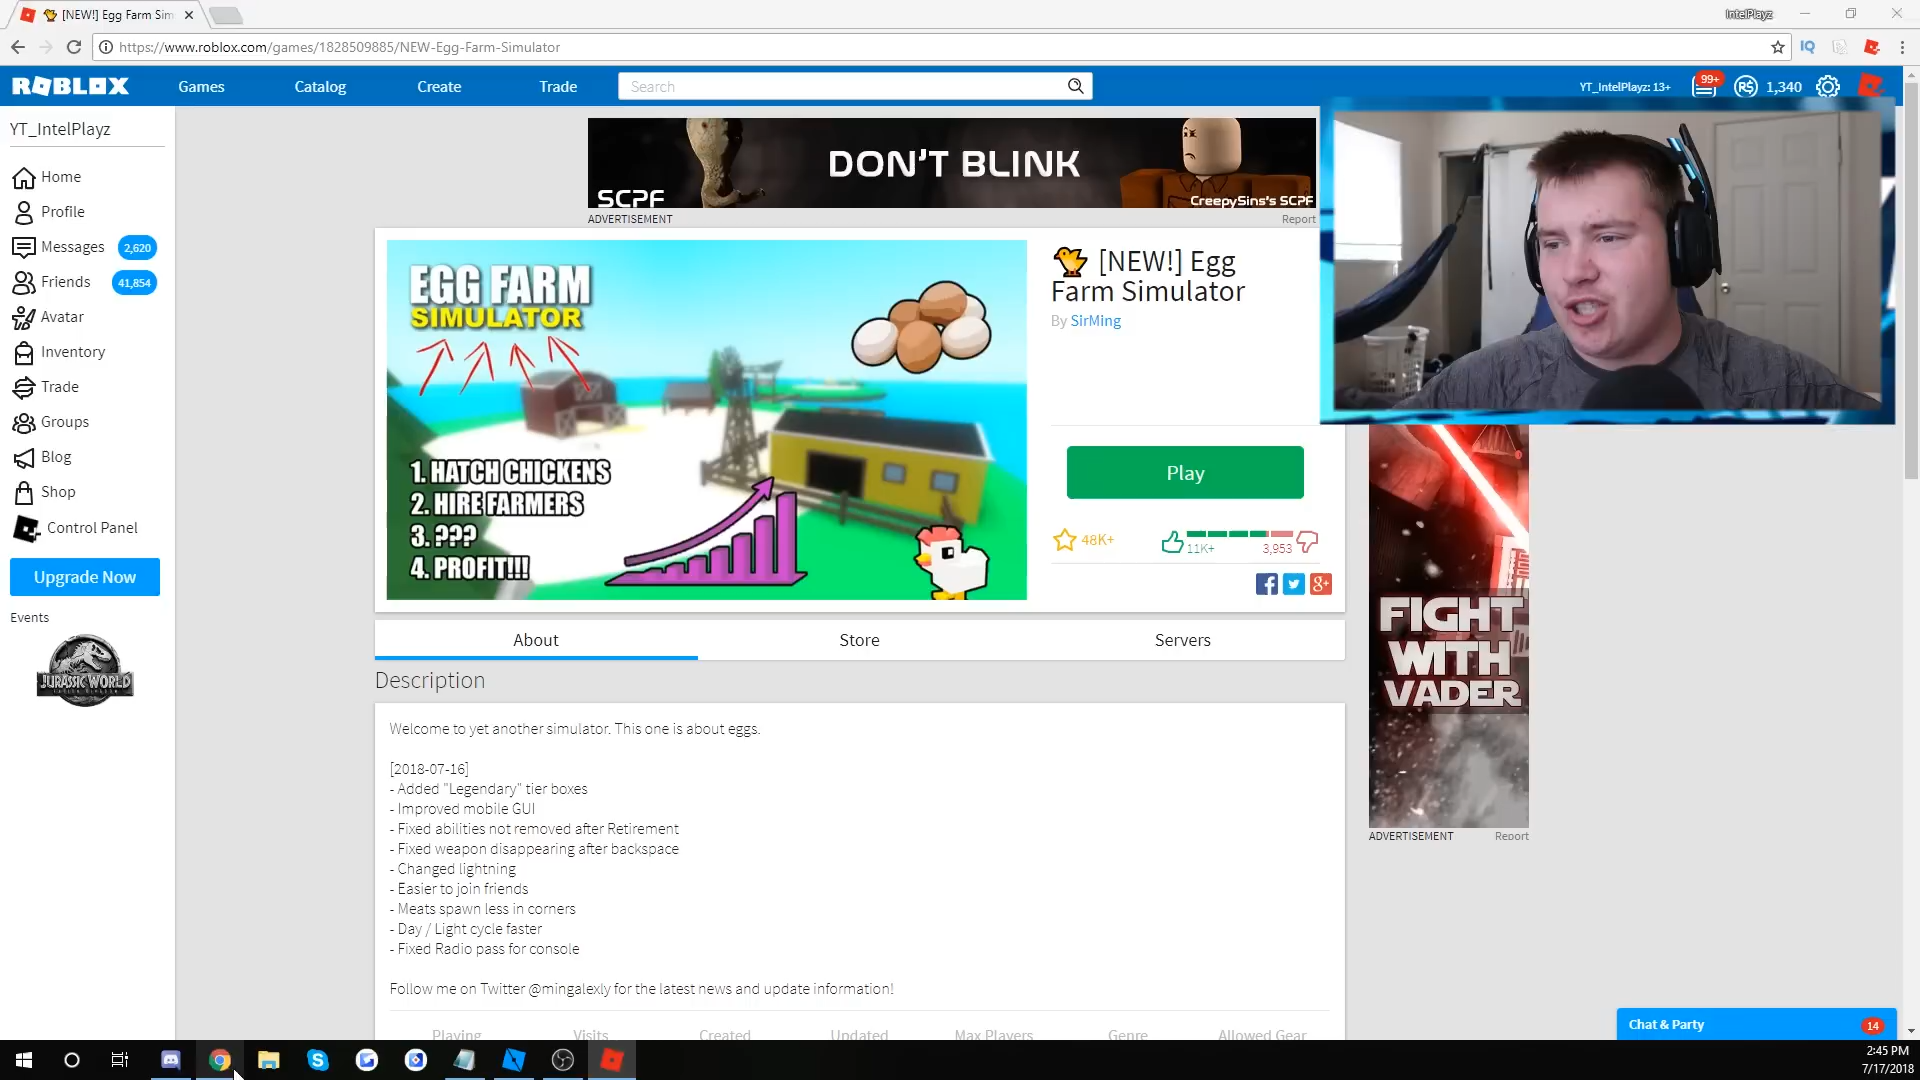 [NEW!] Egg Farm Sim
IntelPlayz
https://www.roblox.com/games/1828509885/NEW-Egg-Farm-Simulator
IQ
ROBLOX
Games
Catalog
Create
Trade
Search
YT_IntelPlayz: 13+
99+
R$
1,340
YT_IntelPlayz
Home
Profile
Messages
2,620
Friends
41,854
Avatar
Inventory
Trade
Groups
Blog
Shop
Control Panel
Upgrade Now
Events
JURASSIC WORLD
DON'T BLINK
SCPF
CreepySins's SCPF
ADVERTISEMENT
Report
EGG FARM
SIMULATOR
1. HATCH CHICKENS
2. HIRE FARMERS
3. ???
4. PROFIT!!!
[NEW!] Egg
Farm Simulator
By SirMing
Play
48K+
11K+
3,953
About
Store
Servers
Description
Welcome to yet another simulator. This one is about eggs.
[2018-07-16]
- Added "Legendary" tier boxes
- Improved mobile GUI
- Fixed abilities not removed after Retirement
- Fixed weapon disappearing after backspace
- Changed lightning
- Easier to join friends
- Meats spawn less in corners
- Day / Light cycle faster
- Fixed Radio pass for console
Follow me on Twitter @mingalexly for the latest news and update information!
Playing
Visits
Created
Updated
Max Players
Genre
Allowed Gear
FIGHT
WITH
VADER
ADVERTISEMENT
Report
Chat & Party
14
2:45 PM
7/17/2018